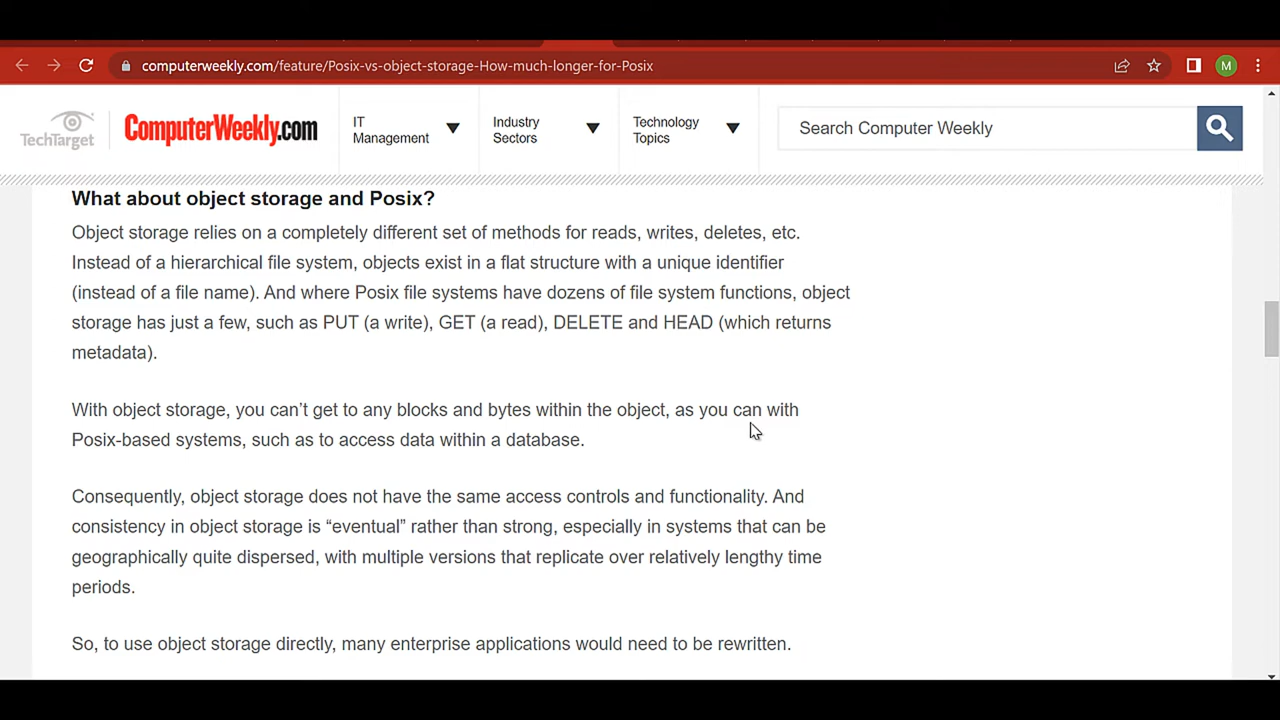 computerweekly.com/feature/Posix-vs-object-storage-How-much-longer-for-Posix
M
TechTarget
ComputerWeekly.com
IT
Management
Industry
Sectors
Technology
Topics
Search Computer Weekly
What about object storage and Posix?
Object storage relies on a completely different set of methods for reads, writes, deletes, etc.
Instead of a hierarchical file system, objects exist in a flat structure with a unique identifier
(instead of a file name). And where Posix file systems have dozens of file system functions, object
storage has just a few, such as PUT (a write), GET (a read), DELETE and HEAD (which returns
metadata).
With object storage, you can’t get to any blocks and bytes within the object, as you can with
Posix-based systems, such as to access data within a database.
Consequently, object storage does not have the same access controls and functionality. And
consistency in object storage is “eventual” rather than strong, especially in systems that can be
geographically quite dispersed, with multiple versions that replicate over relatively lengthy time
periods.
So, to use object storage directly, many enterprise applications would need to be rewritten.